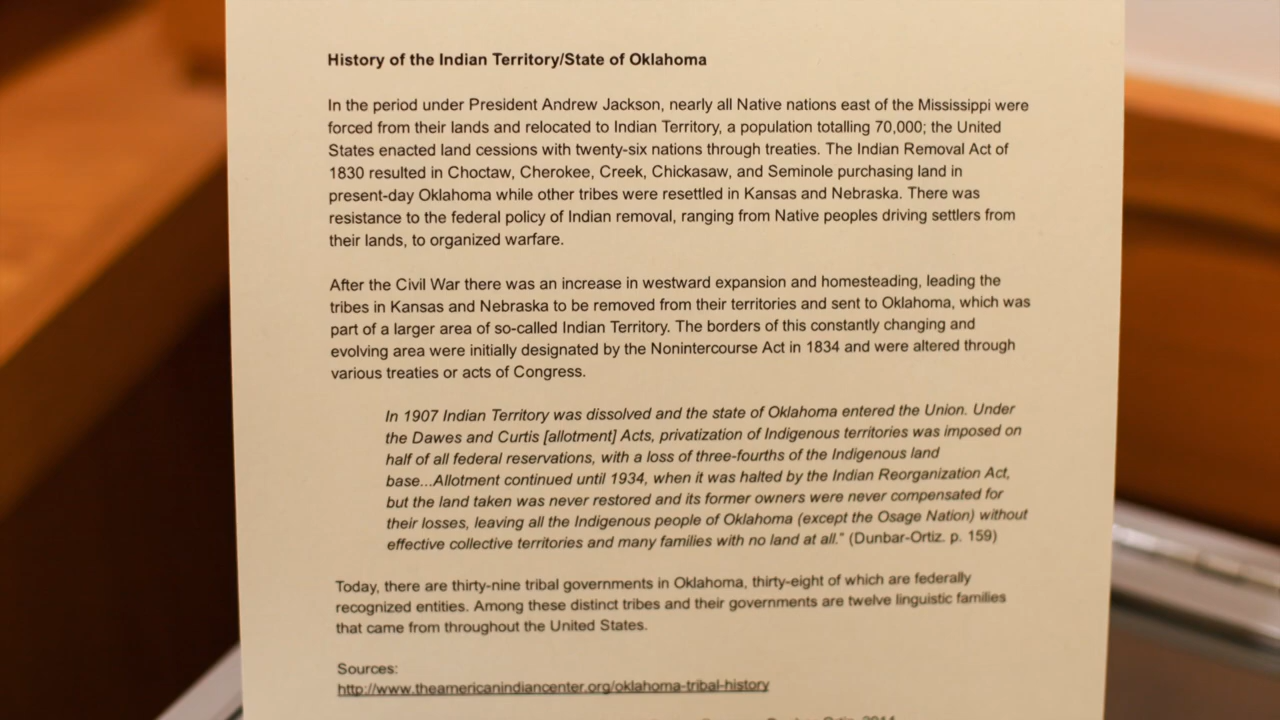 History of the Indian Territory/State of Oklahoma
In the period under President Andrew Jackson, nearly all Native nations east of the Mississippi were
forced from their lands and relocated to Indian Territory, a population totalling 70,000; the United
States enacted land cessions with twenty-six nations through treaties. The Indian Removal Act of
1830 resulted in Choctaw, Cherokee, Creek, Chickasaw, and Seminole purchasing land in
present-day Oklahoma while other tribes were resettled in Kansas and Nebraska. There was
resistance to the federal policy of Indian removal, ranging from Native peoples driving settlers from
their lands, to organized warfare.
After the Civil War there was an increase in westward expansion and homesteading, leading the
tribes in Kansas and Nebraska to be removed from their territories and sent to Oklahoma, which was
part of a larger area of so-called Indian Territory. The borders of this constantly changing and
evolving area were initially designated by the Nonintercourse Act in 1834 and were altered through
various treaties or acts of Congress.
In 1907 Indian Territory was dissolved and the state of Oklahoma entered the Union. Under
the Dawes and Curtis [allotment] Acts, privatization of Indigenous territories was imposed on
half of all federal reservations, with a loss of three-fourths of the Indigenous land
base...Allotment continued until 1934, when it was halted by the Indian Reorganization Act,
but the land taken was never restored and its former owners were never compensated for
their losses, leaving all the Indigenous people of Oklahoma (except the Osage Nation) without
effective collective territories and many families with no land at all." (Dunbar-Ortiz. p. 159)
Today, there are thirty-nine tribal governments in Oklahoma, thirty-eight of which are federally
recognized entities. Among these distinct tribes and their governments are twelve linguistic families
that came from throughout the United States.
Sources:
http://www.theamericanindiancenter.org/oklahoma-tribal-history